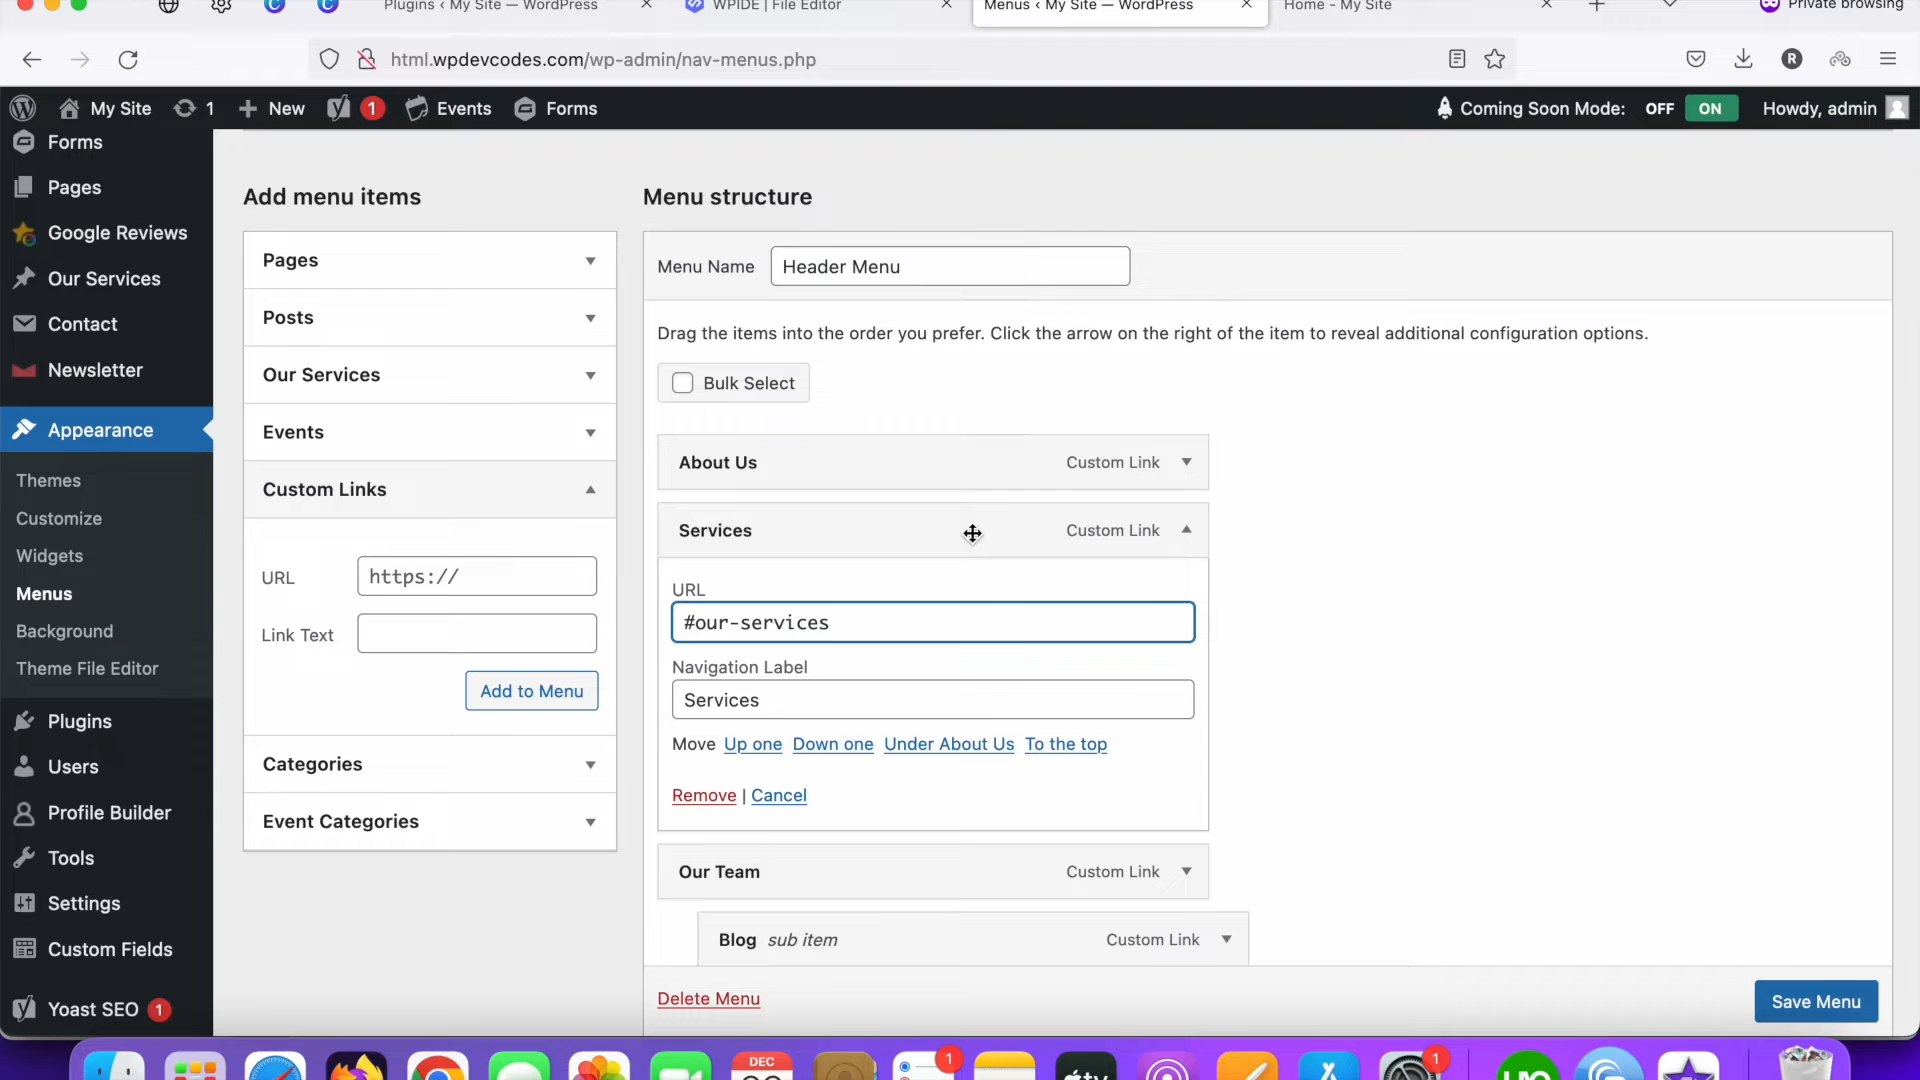 Plugins < My Site — WordPress
WPIDE | File Editor
Menus < My Site — WordPress
Home - My Site
Private browsing
html.wpdevcodes.com/wp-admin/nav-menus.php
R
My Site
1
New
1
Events
Forms
Coming Soon Mode: OFF ON
Howdy, admin
Forms
Pages
Google Reviews
Our Services
Contact
Newsletter
Appearance
Themes
Customize
Widgets
Menus
Background
Theme File Editor
Plugins
Users
Profile Builder
Tools
Settings
Custom Fields
Yoast SEO 1
Add menu items
Pages
Posts
Our Services
Events
Custom Links
URL https://
Link Text
Add to Menu
Categories
Event Categories
Menu structure
Menu Name Header Menu
Drag the items into the order you prefer. Click the arrow on the right of the item to reveal additional configuration options.
Bulk Select
About Us Custom Link
Services Custom Link
URL
#our-services
Navigation Label
Services
Move Up one Down one Under About Us To the top
Remove | Cancel
Our Team Custom Link
Blog sub item Custom Link
Delete Menu
Save Menu
DEC
1
1